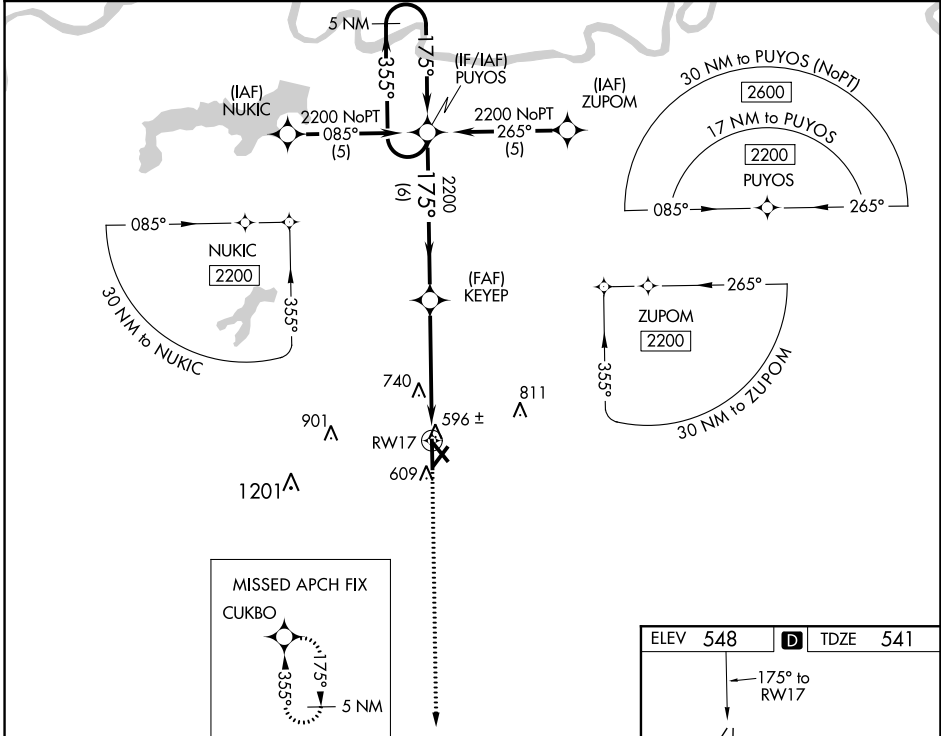 5 NM
175°
355°
(IF/IAF)
PUYOS
(IAF)
NUKIC
2200 NoPT
085°
(5)
(IAF)
ZUPOM
2200 NoPT
265°
(5)
30 NM to PUYOS (NoPT)
2600
17 NM to PUYOS
2200
PUYOS
085°
265°
2200
175°
(6)
085°
NUKIC
2200
355°
30 NM to NUKIC
(FAF)
KEYEP
265°
ZUPOM
2200
355°
30 NM to ZUPOM
740
811
901
596 ±
RW17
609
1201
MISSED APCH FIX
CUKBO
175°
355°
5 NM
ELEV 548 D TDZE 541
175° to
RW17